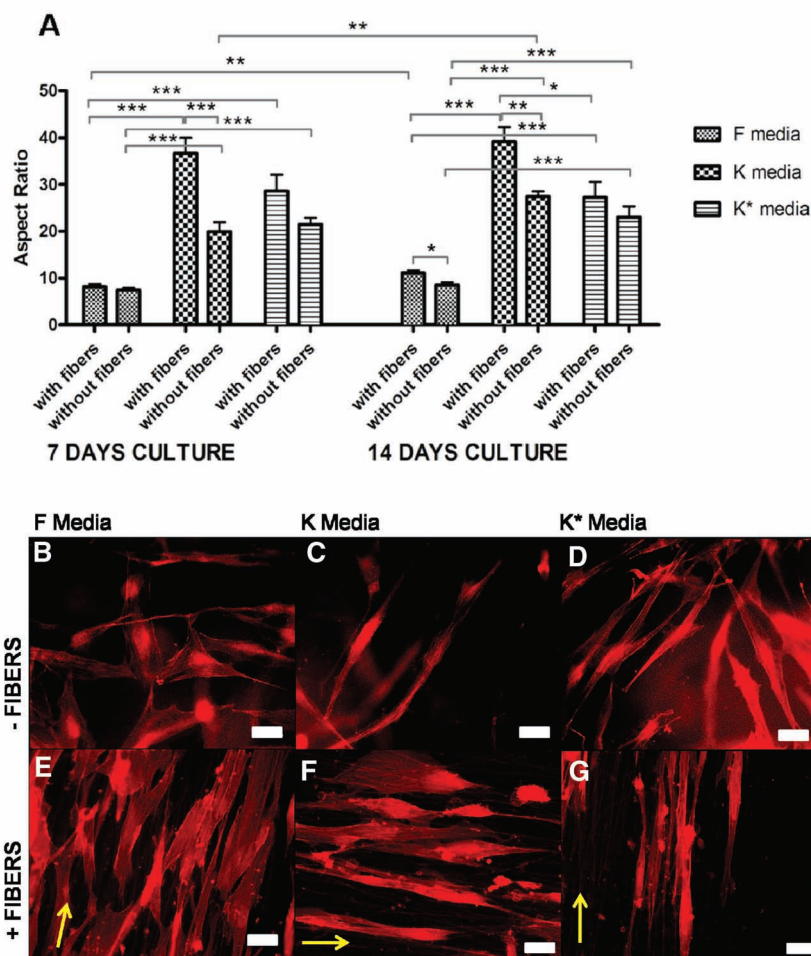 A
**
***
**
***
***
*
***
***
***
***
**
***
***
***
***
*
50
40
30
20
10
0
Aspect Ratio
F media
K media
K* media
with fibers
without fibers
with fibers
without fibers
with fibers
without fibers
with fibers
without fibers
with fibers
without fibers
with fibers
without fibers
7 DAYS CULTURE
14 DAYS CULTURE
F Media
K Media
K* Media
- FIBERS
B
C
D
+ FIBERS
E
F
G